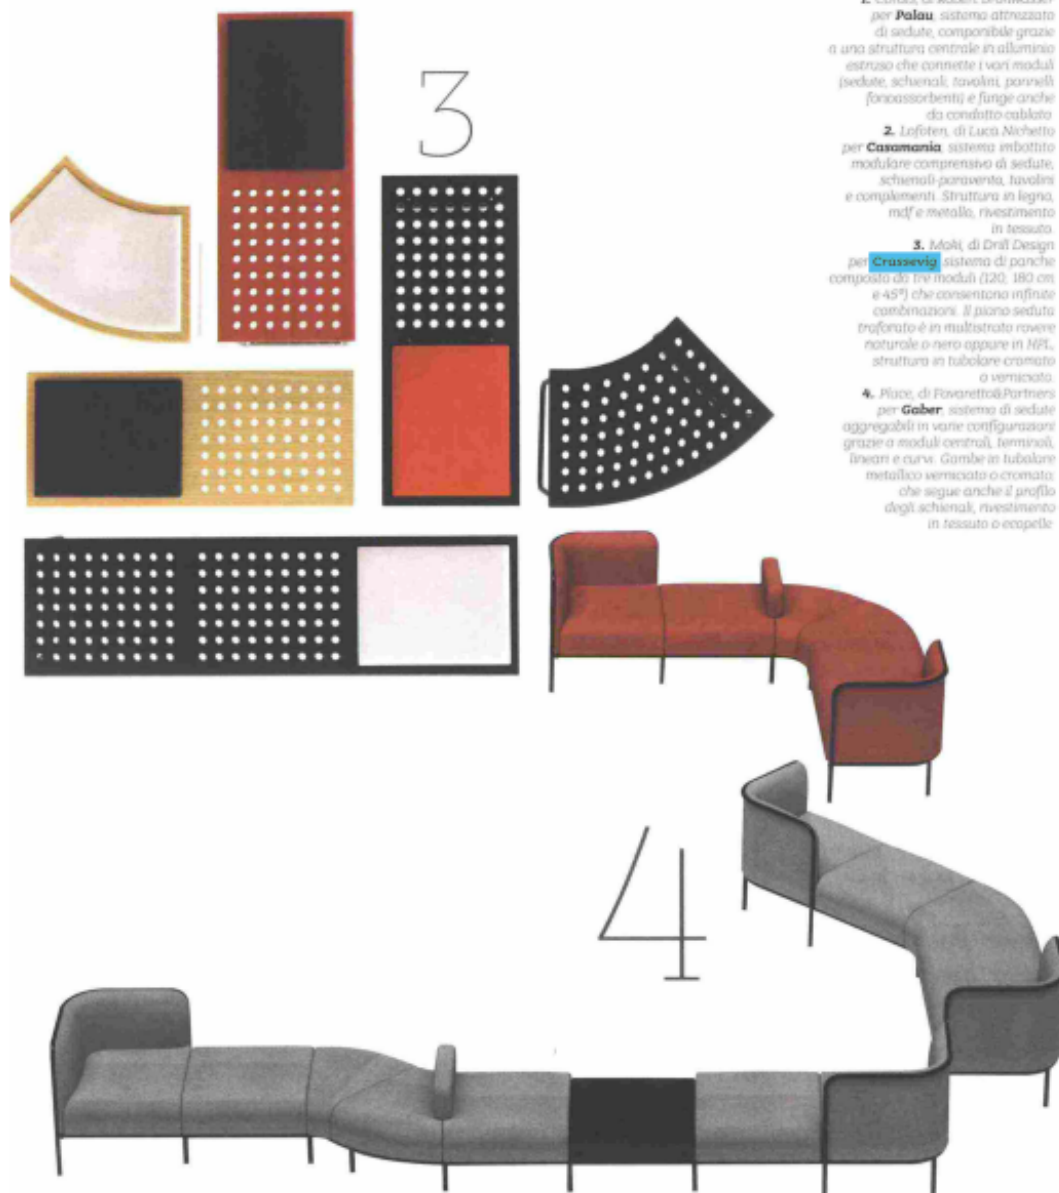 3
per Palau, sistema attrezzato
di sedute, componibile grazie
a una struttura centrale in alluminio
estruso che connette i vari moduli
(sedute, schienali, tavolini, pannelli
fonoassorbenti) e funge anche
da condotto cablato.
2. Lofoten, di Luca Nichetto
per Casamania, sistema imbottito
modulare comprensivo di sedute,
schienali-paravento, tavolini
e complementi. Struttura in legno,
mdf e metallo, rivestimento
in tessuto.
3. Maki, di Drill Design
per Crassevig, sistema di panche
composto da tre moduli (120, 180 cm
e 45°) che consentono infinite
combinazioni. Il piano seduta
traforato è in multistrato rovere
naturale o nero oppure in HPL,
struttura in tubolare cromato
o verniciato.
4. Place, di Favaretto&Partners
per Gaber, sistema di sedute
aggregabili in varie configurazioni
grazie a moduli centrali, terminali,
lineari e curvi. Gambe in tubolare
metallico verniciato o cromato,
che segue anche il profilo
degli schienali, rivestimento
in tessuto o ecopelle.
4